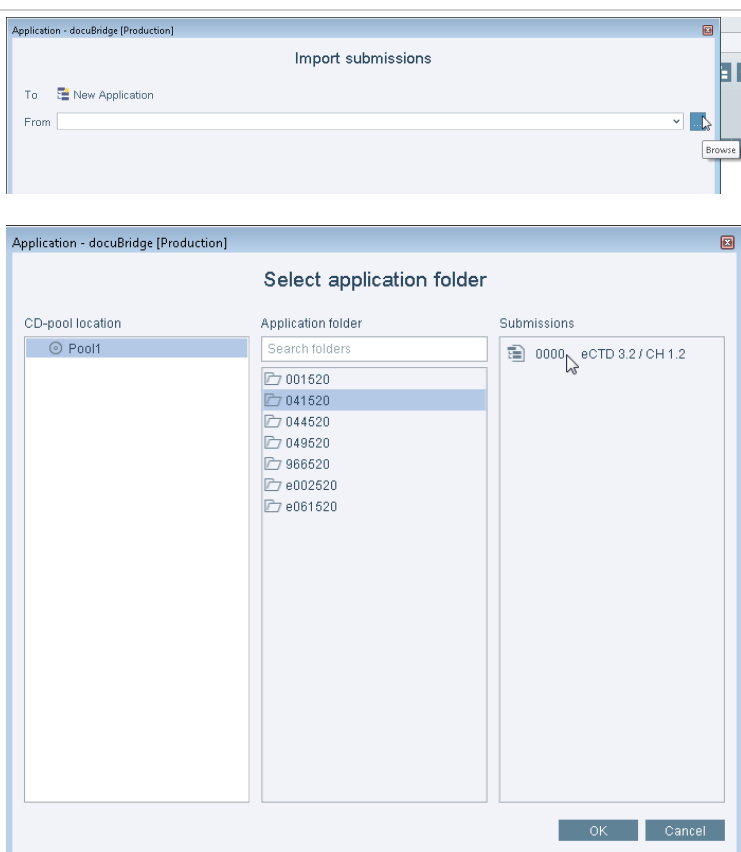 Application - docuBridge [Production]
Import submissions
To New Application
From
...
Browse
Application - docuBridge [Production]
Select application folder
CD-pool location
Application folder
Submissions
Pool1
Search folders
0000 eCTD 3.2 / CH 1.2
001520
041520
044520
049520
966520
e002520
e061520
OK Cancel